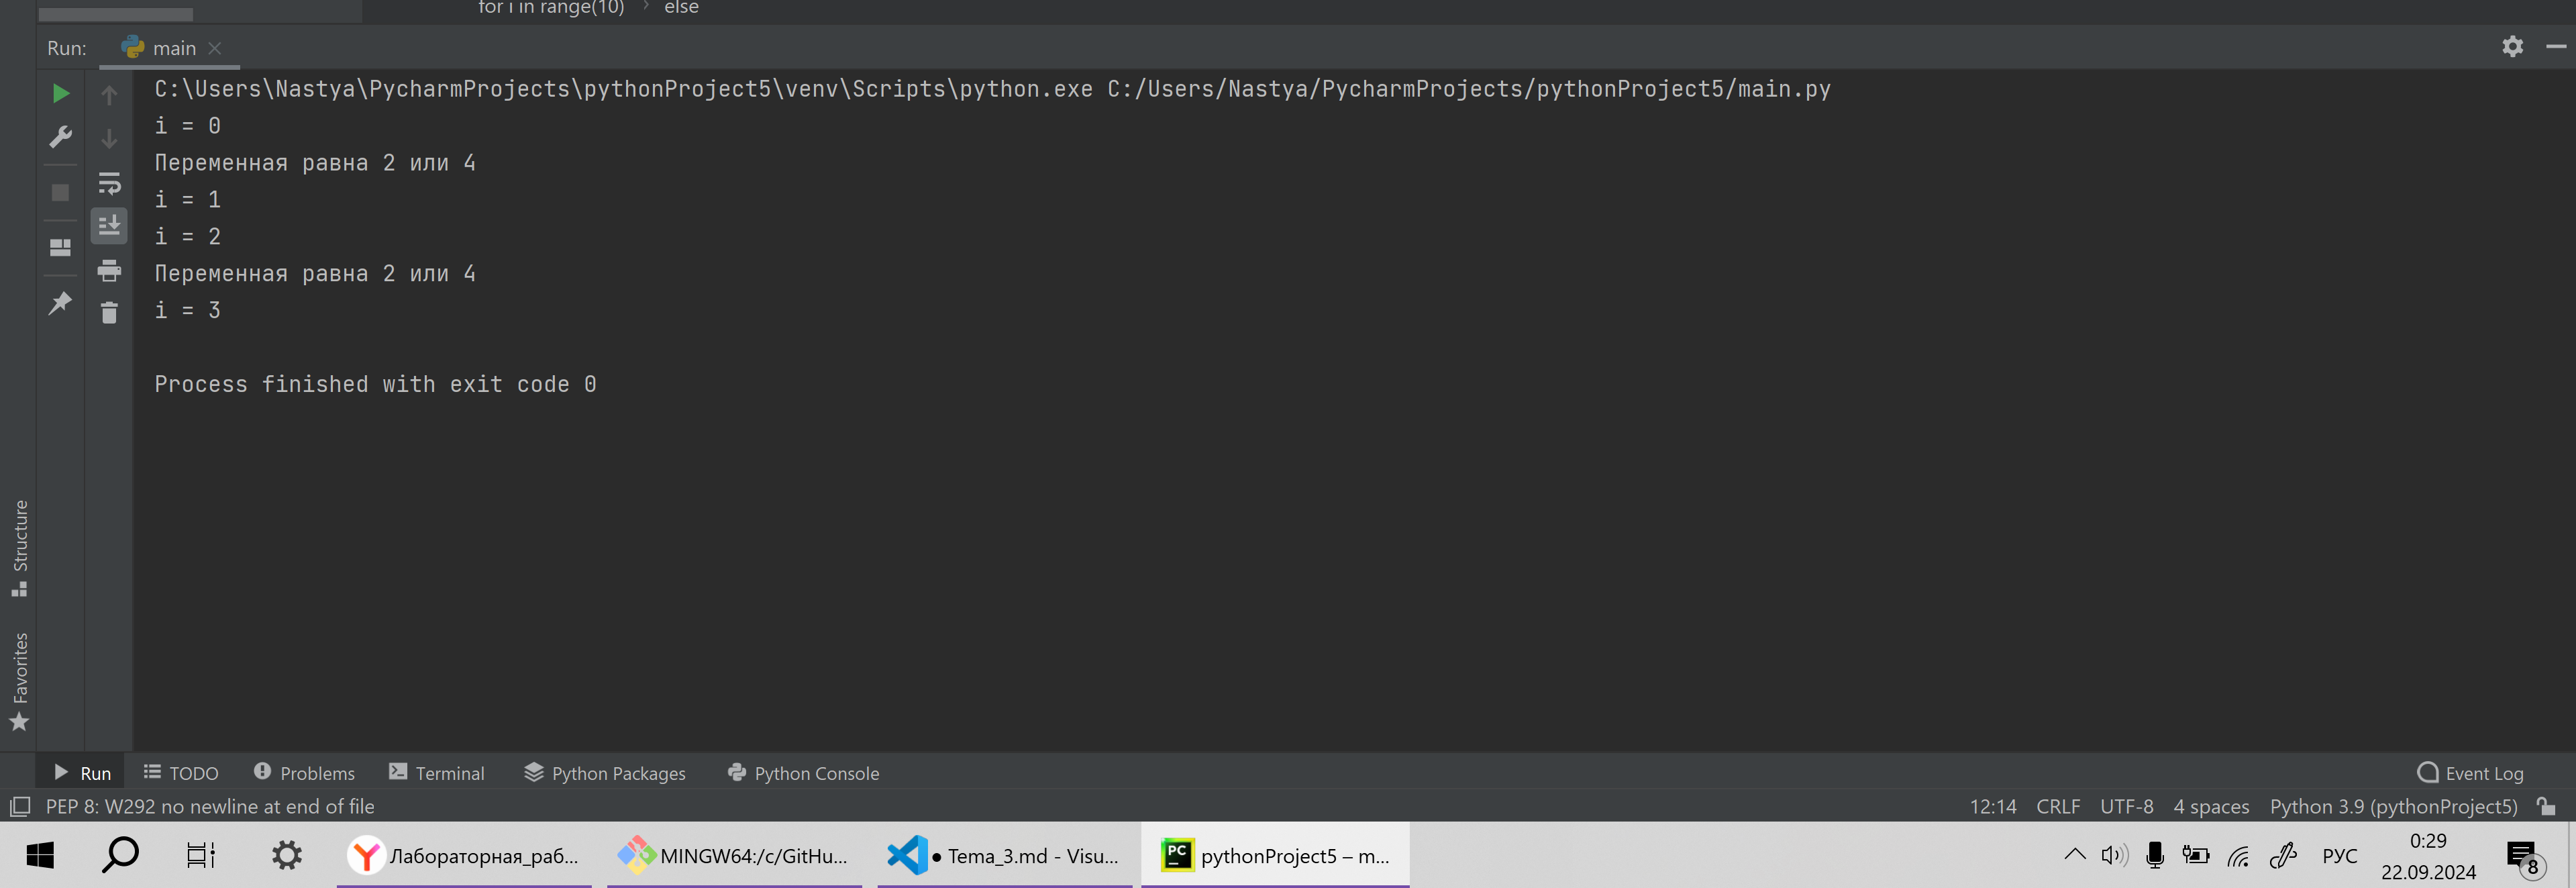 for i in range(10) › else
Run: main
C:\Users\Nastya\PycharmProjects\pythonProject5\venv\Scripts\python.exe C:/Users/Nastya/PycharmProjects/pythonProject5/main.py
i = 0
Переменная равна 2 или 4
i = 1
i = 2
Переменная равна 2 или 4
i = 3
Process finished with exit code 0
Structure
Favorites
Run TODO Problems Terminal Python Packages Python Console Event Log
PEP 8: W292 no newline at end of file 12:14 CRLF UTF-8 4 spaces Python 3.9 (pythonProject5)
Лабораторная_раб... MINGW64:/c/GitHu... ● Tema_3.md - Visu... PC pythonProject5 – m... РУС 0:29
22.09.2024 8